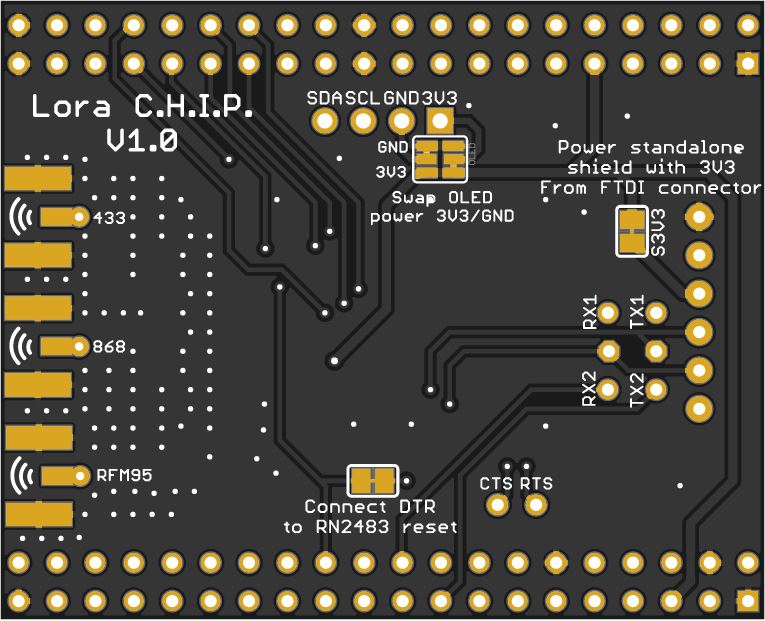 SDA SCL GND 3V3
Lora C.H.I.P.
V1.0
GND
OLED
3V3
Swap OLED
power 3V3/GND
Power standalone
shield with 3V3
From FTDI connector
S3V3
433
RX1 TX1
868
RX2 TX2
RFM95
CTS RTS
Connect DTR
to RN2483 reset